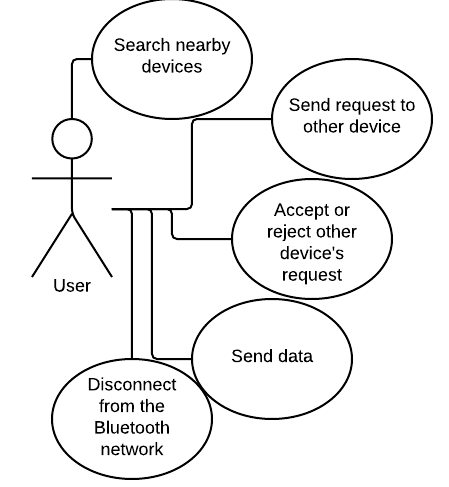 Search nearby
devices
Send request to
other device
Accept or
reject other
device's
request
User
Send data
Disconnect
from the
Bluetooth
network